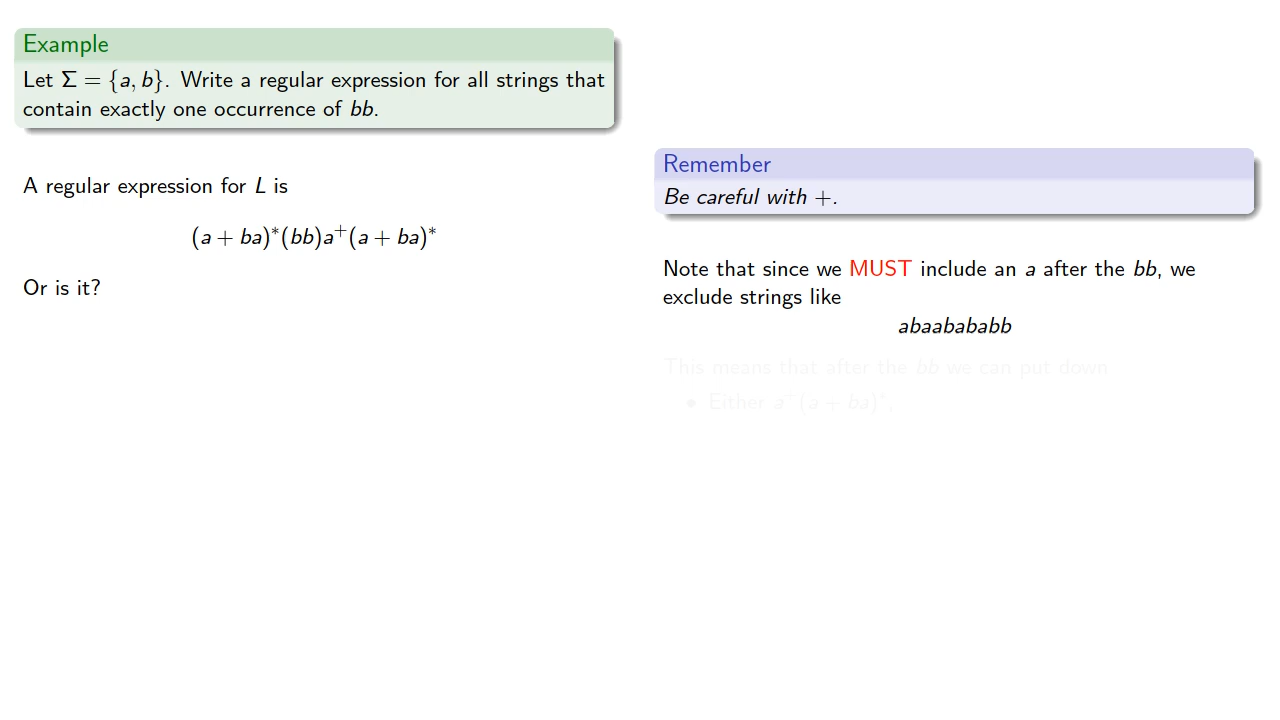 Example
Let Σ = {a, b}. Write a regular expression for all strings that
contain exactly one occurrence of bb.
A regular expression for L is
(a + ba)*(bb)a⁺(a + ba)*
Or is it?
Remember
Be careful with +.
Note that since we MUST include an a after the bb, we
exclude strings like
abaabababb
This means that after the bb we can put down
• Either a⁺(a + ba)*,